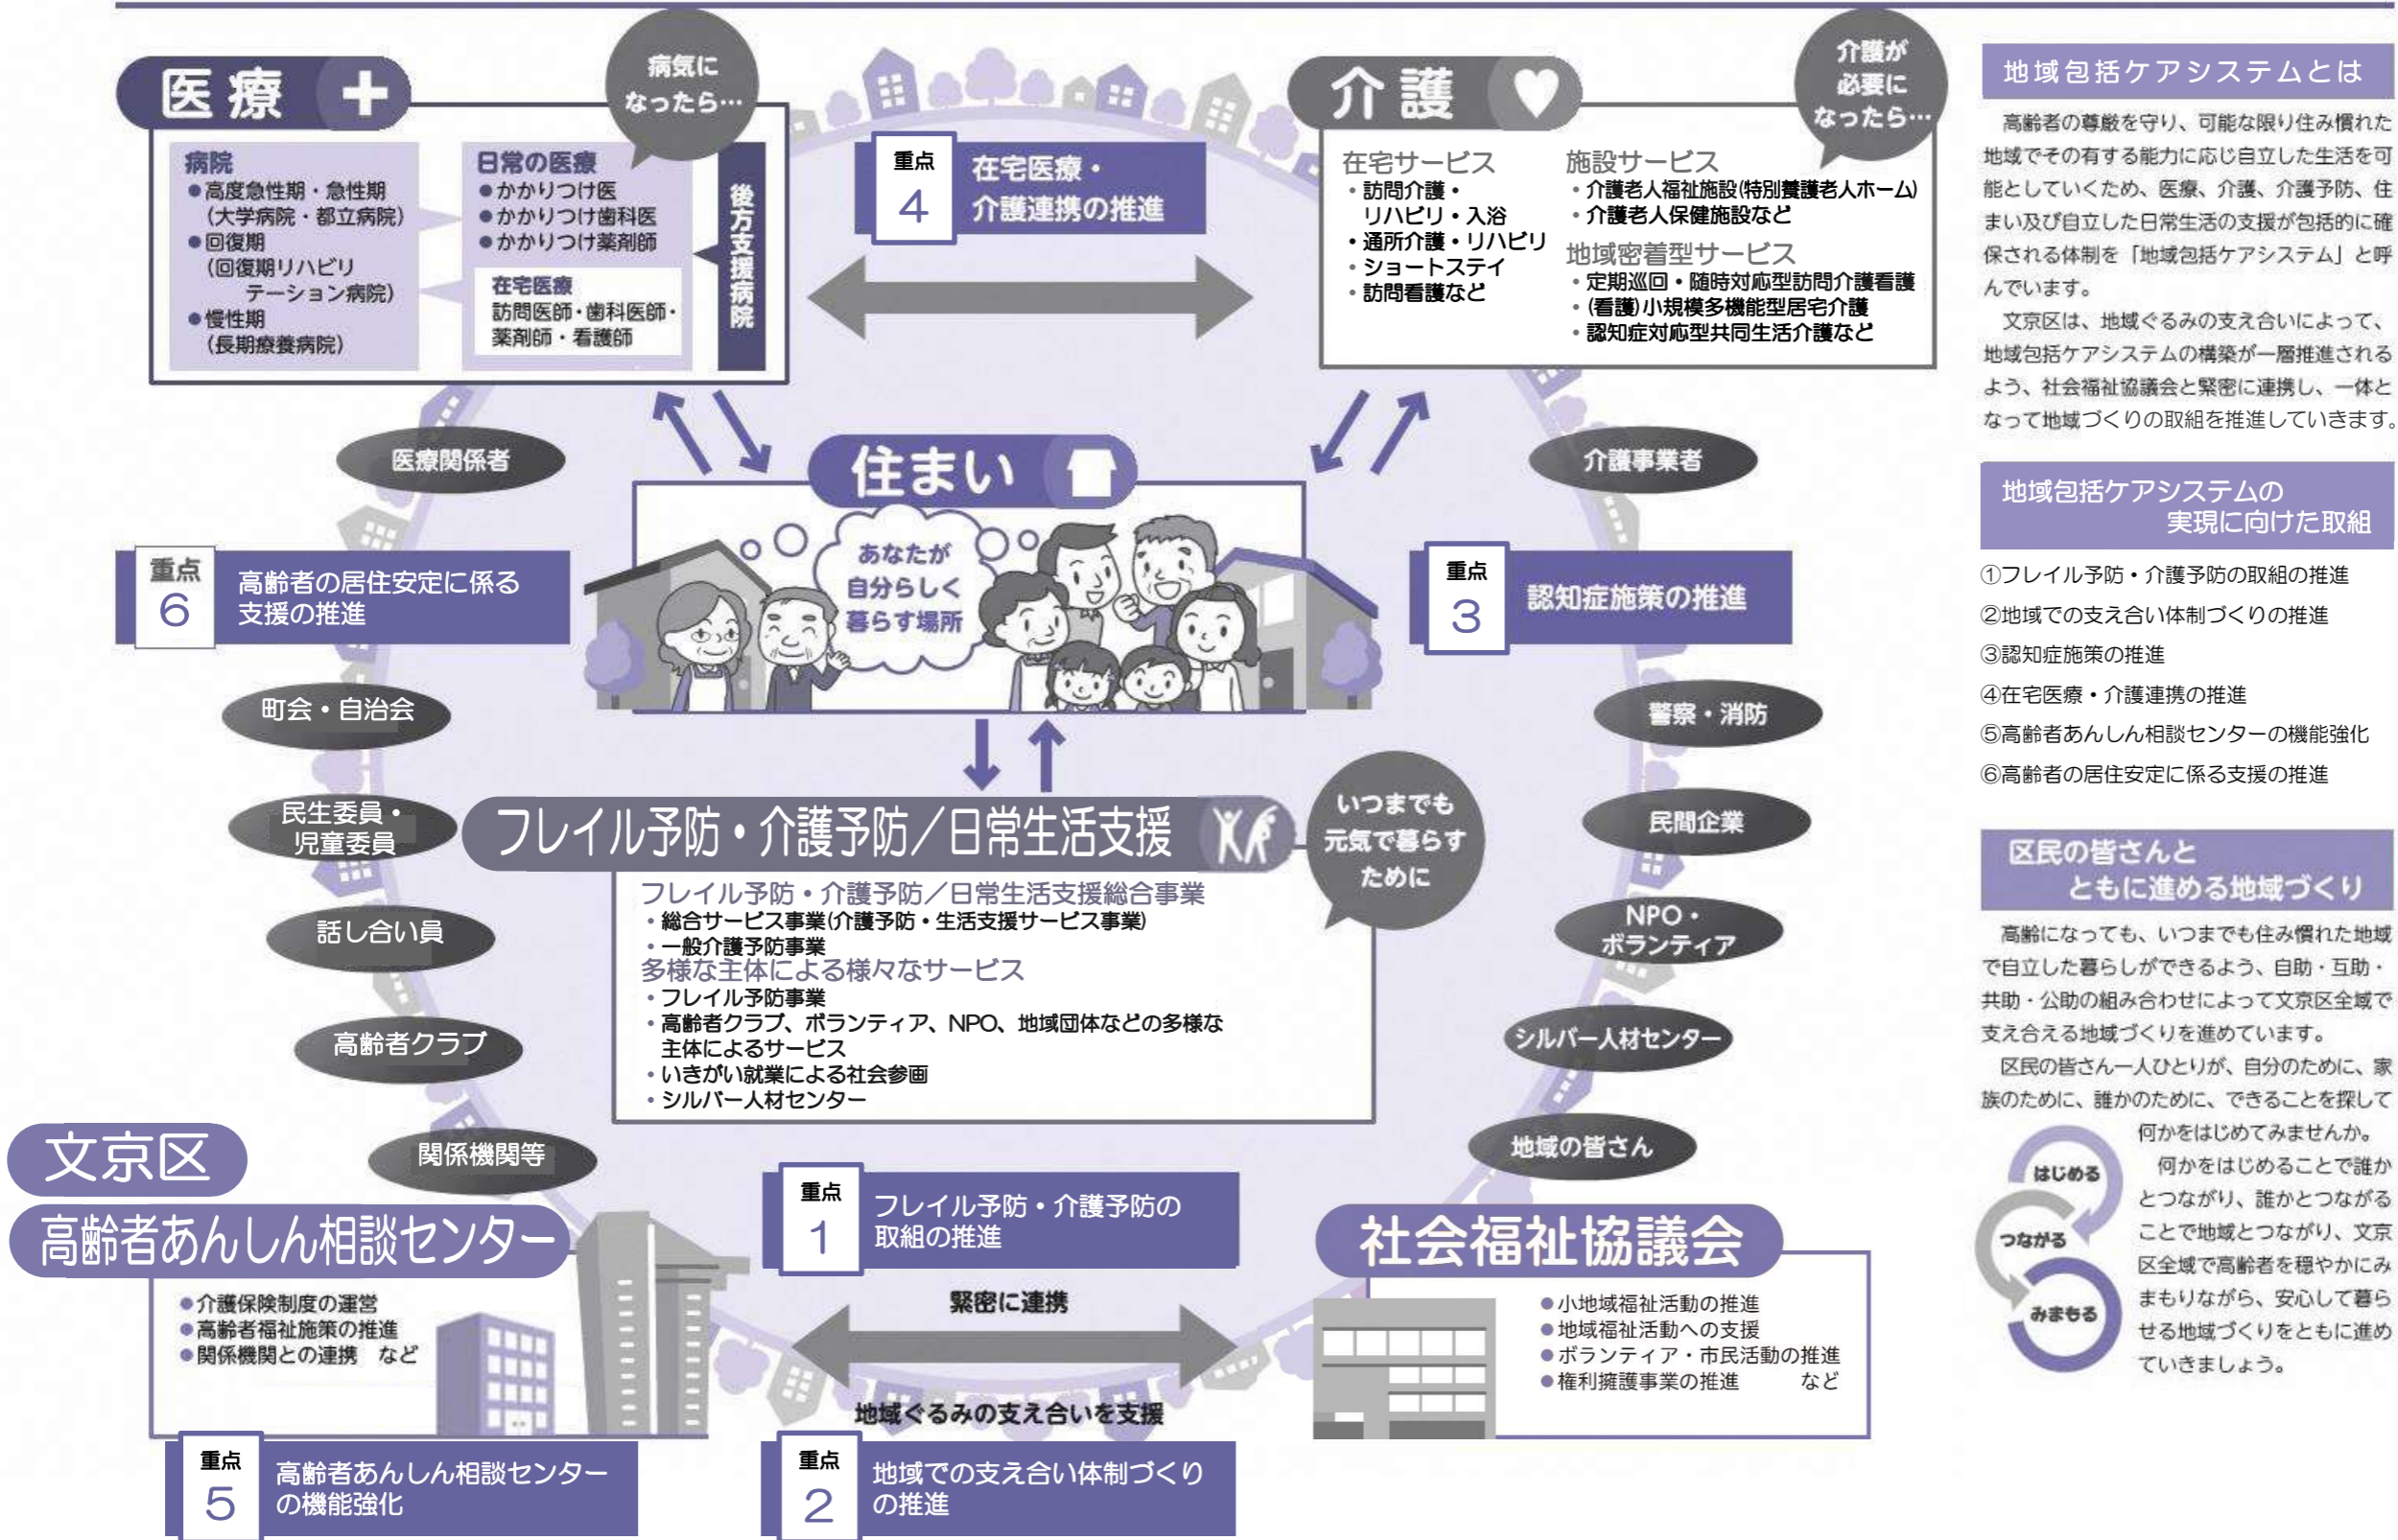 医療
病気に
なったら…
病院
●高度急性期・急性期
(大学病院・都立病院)
●回復期
(回復期リハビリ
テーション病院)
●慢性期
(長期療養病院)
日常の医療
●かかりつけ医
●かかりつけ歯科医
●かかりつけ薬剤師
在宅医療
訪問医師・歯科医師・
薬剤師・看護師
後方支援病院
重点
4
在宅医療・
介護連携の推進
介護
介護が
必要に
なったら…
在宅サービス
・訪問介護・
リハビリ・入浴
・通所介護・リハビリ
・ショートステイ
・訪問看護など
施設サービス
・介護老人福祉施設(特別養護老人ホーム)
・介護老人保健施設など
地域密着型サービス
・定期巡回・随時対応型訪問介護看護
・(看護)小規模多機能型居宅介護
・認知症対応型共同生活介護など
医療関係者
住まい
あなたが
自分らしく
暮らす場所
介護事業者
重点
6
高齢者の居住安定に係る
支援の推進
重点
3
認知症施策の推進
町会・自治会
民生委員・
児童委員
話し合い員
高齢者クラブ
関係機関等
警察・消防
民間企業
NPO・
ボランティア
シルバー人材センター
地域の皆さん
フレイル予防・介護予防/日常生活支援
いつまでも
元気で暮らす
ために
フレイル予防・介護予防/日常生活支援総合事業
・総合サービス事業(介護予防・生活支援サービス事業)
・一般介護予防事業
多様な主体による様々なサービス
・フレイル予防事業
・高齢者クラブ、ボランティア、NPO、地域団体などの多様な
主体によるサービス
・いきがい就業による社会参画
・シルバー人材センター
文京区
高齢者あんしん相談センター
●介護保険制度の運営
●高齢者福祉施策の推進
●関係機関との連携 など
重点
5
高齢者あんしん相談センター
の機能強化
重点
1
フレイル予防・介護予防の
取組の推進
緊密に連携
地域ぐるみの支え合いを支援
重点
2
地域での支え合い体制づくり
の推進
社会福祉協議会
●小地域福祉活動の推進
●地域福祉活動への支援
●ボランティア・市民活動の推進
●権利擁護事業の推進 など
地域包括ケアシステムとは
高齢者の尊厳を守り、可能な限り住み慣れた
地域でその有する能力に応じ自立した生活を可
能としていくため、医療、介護、介護予防、住
まい及び自立した日常生活の支援が包括的に確
保される体制を「地域包括ケアシステム」と呼
んでいます。
文京区は、地域ぐるみの支え合いによって、
地域包括ケアシステムの構築が一層推進される
よう、社会福祉協議会と緊密に連携し、一体と
なって地域づくりの取組を推進していきます。
地域包括ケアシステムの
実現に向けた取組
①フレイル予防・介護予防の取組の推進
②地域での支え合い体制づくりの推進
③認知症施策の推進
④在宅医療・介護連携の推進
⑤高齢者あんしん相談センターの機能強化
⑥高齢者の居住安定に係る支援の推進
区民の皆さんと
ともに進める地域づくり
高齢になっても、いつまでも住み慣れた地域
で自立した暮らしができるよう、自助・互助・
共助・公助の組み合わせによって文京区全域で
支え合える地域づくりを進めています。
区民の皆さん一人ひとりが、自分のために、家
族のために、誰かのために、できることを探して
何かをはじめてみませんか。
何かをはじめることで誰か
とつながり、誰かとつながる
ことで地域とつながり、文京
区全域で高齢者を穏やかにみ
まもりながら、安心して暮ら
せる地域づくりをともに進め
ていきましょう。
はじめる
つながる
みまもる